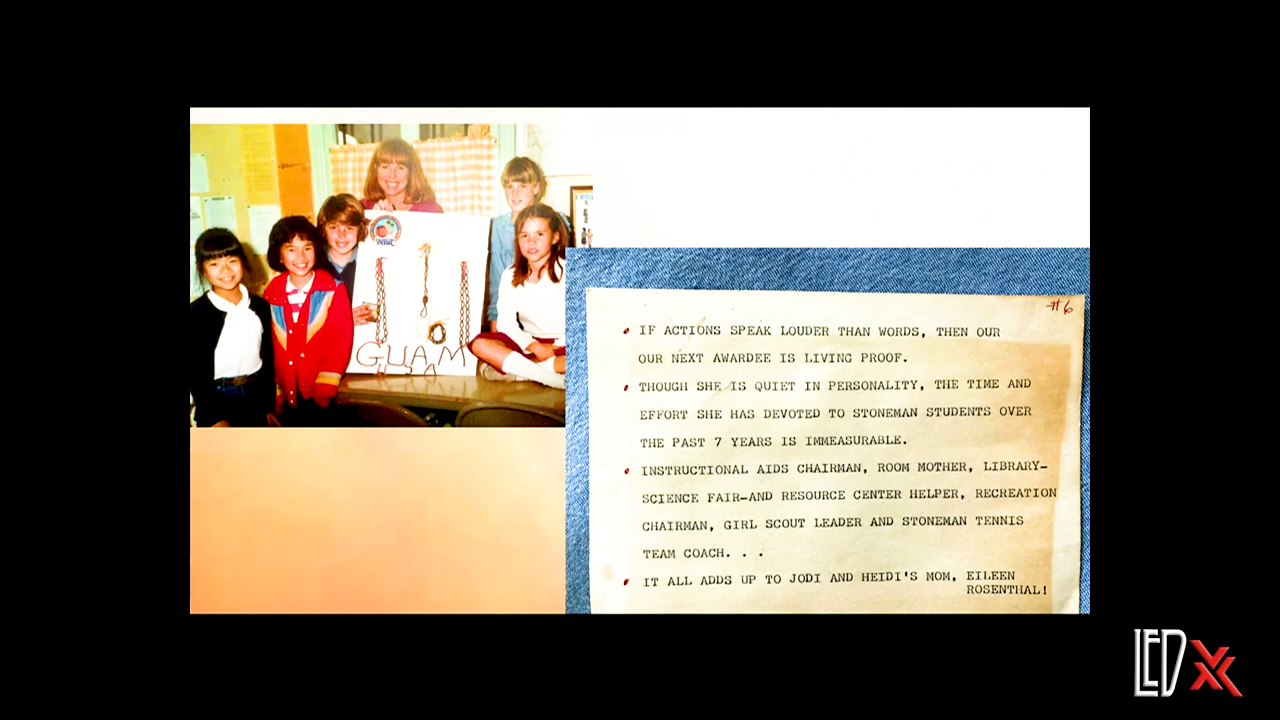 GUAM
#6
IF ACTIONS SPEAK LOUDER THAN WORDS, THEN OUR
OUR NEXT AWARDEE IS LIVING PROOF.
THOUGH SHE IS QUIET IN PERSONALITY, THE TIME AND
EFFORT SHE HAS DEVOTED TO STONEMAN STUDENTS OVER
THE PAST 7 YEARS IS IMMEASURABLE.
INSTRUCTIONAL AIDS CHAIRMAN, ROOM MOTHER, LIBRARY-
SCIENCE FAIR-AND RESOURCE CENTER HELPER, RECREATION
CHAIRMAN, GIRL SCOUT LEADER AND STONEMAN TENNIS
TEAM COACH. . .
IT ALL ADDS UP TO JODI AND HEIDI'S MOM, EILEEN
ROSENTHAL!
LEDX